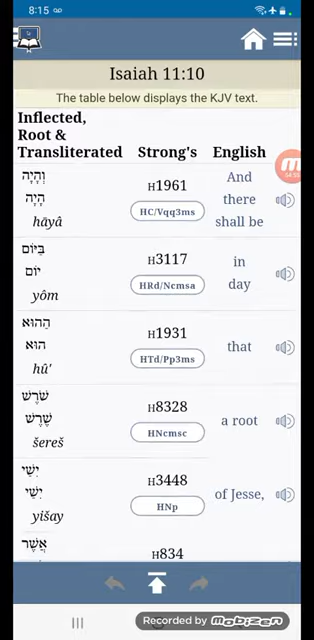 8:15
Isaiah 11:10
The table below displays the KJV text.
Inflected,
Root &
Transliterated Strong's English
וְהָיָה
הָיָה
hāyâ
H1961
HC/Vqq3ms
And
there
shall be
בַּיּוֹם
יוֹם
yôm
H3117
HRd/Ncmsa
in
day
הַהוּא
הוּא
hû'
H1931
HTd/Pp3ms
that
שֹׁרֶשׁ
שֶׁרֶשׁ
šereš
H8328
HNcmsc
a root
יִשַׁי
יִשַׁי
yišay
H3448
HNp
of Jesse,
אֲשֶׁר
H834
Recorded by mobizen